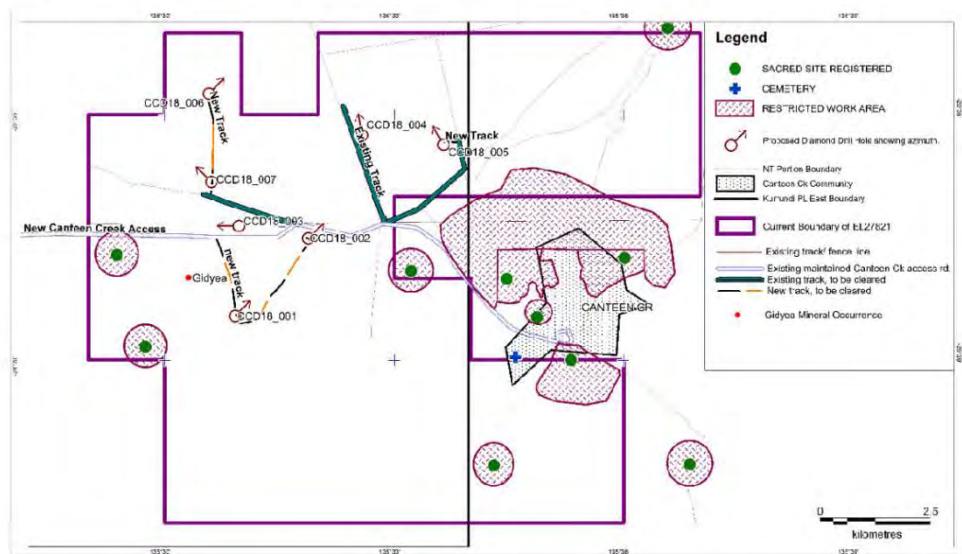 Legend
SACRED SITE REGISTERED
CEMETERY
RESTRICTED WORK AREA
Proposed Diamond Drill Hole showing azimuth.
NT Portion Boundary
Canteen Ck Community
Kurrundi PL East Boundary
Current Boundary of EL27821
Existing track/ fence line
Existing maintained Canteen Ck access rd.
Existing track, to be cleared
New track, to be cleared
Gidyea Mineral Occurrence
0 2.5
kilometres
CCD18_006
New Track
CCD18_004
Existing Track
New Track
CCD18_005
CCD18_007
New Canteen Creek Access
CCD18_003
CCD18_002
new track
Gidyea
CCD18_001
CANTEEN CR